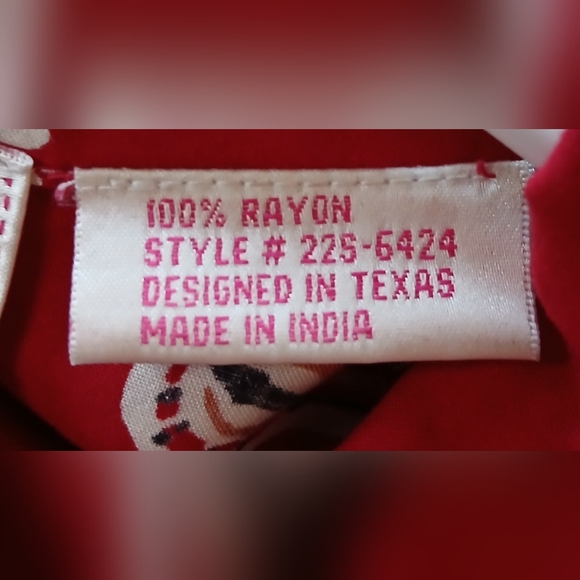 100% RAYON
STYLE # 225-6424
DESIGNED IN TEXAS
MADE IN INDIA